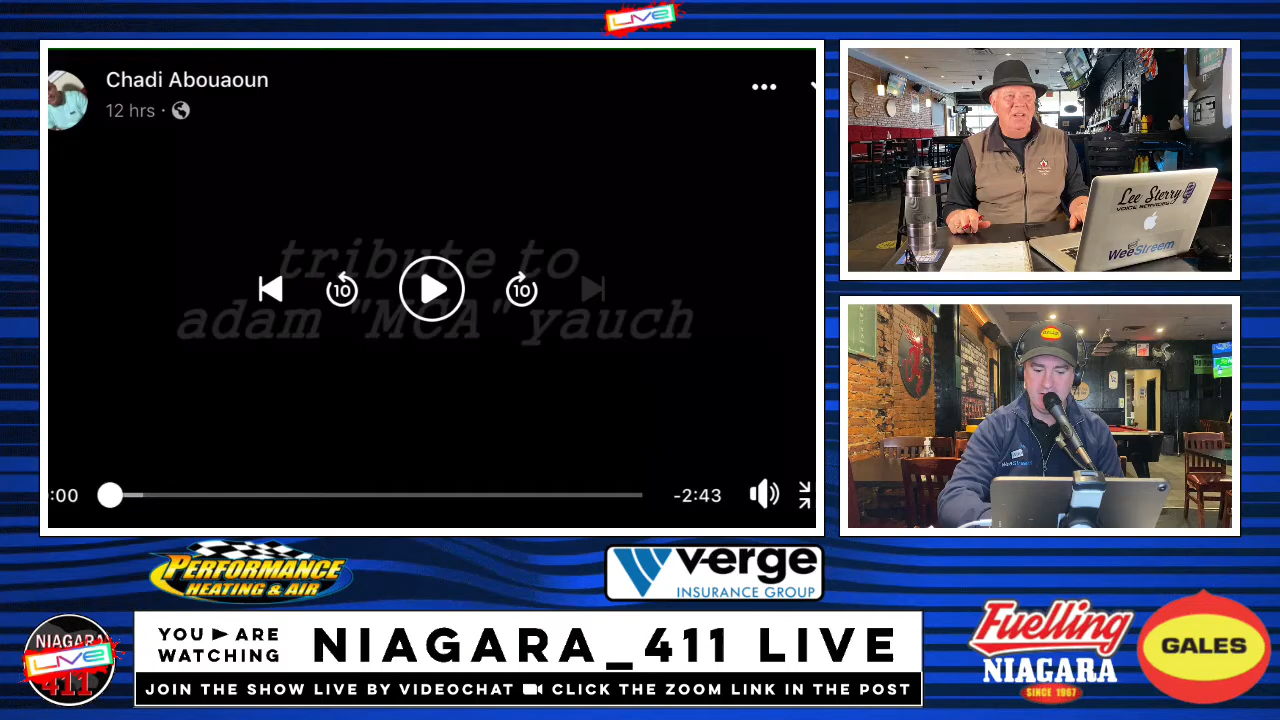 LIVE
Chadi Abouaoun
12 hrs ·
tribute to
adam "MCA" yauch
10
10
:00
-2:43
Lee Sterry
VOICE SERVICES
WeeStreem
PERFORMANCE
HEATING & AIR
v-erge
INSURANCE GROUP
NIAGARA
LIVE
411
YOU ARE
WATCHING
NIAGARA_411 LIVE
JOIN THE SHOW LIVE BY VIDEOCHAT CLICK THE ZOOM LINK IN THE POST
Fuelling
NIAGARA
SINCE 1967
GALES